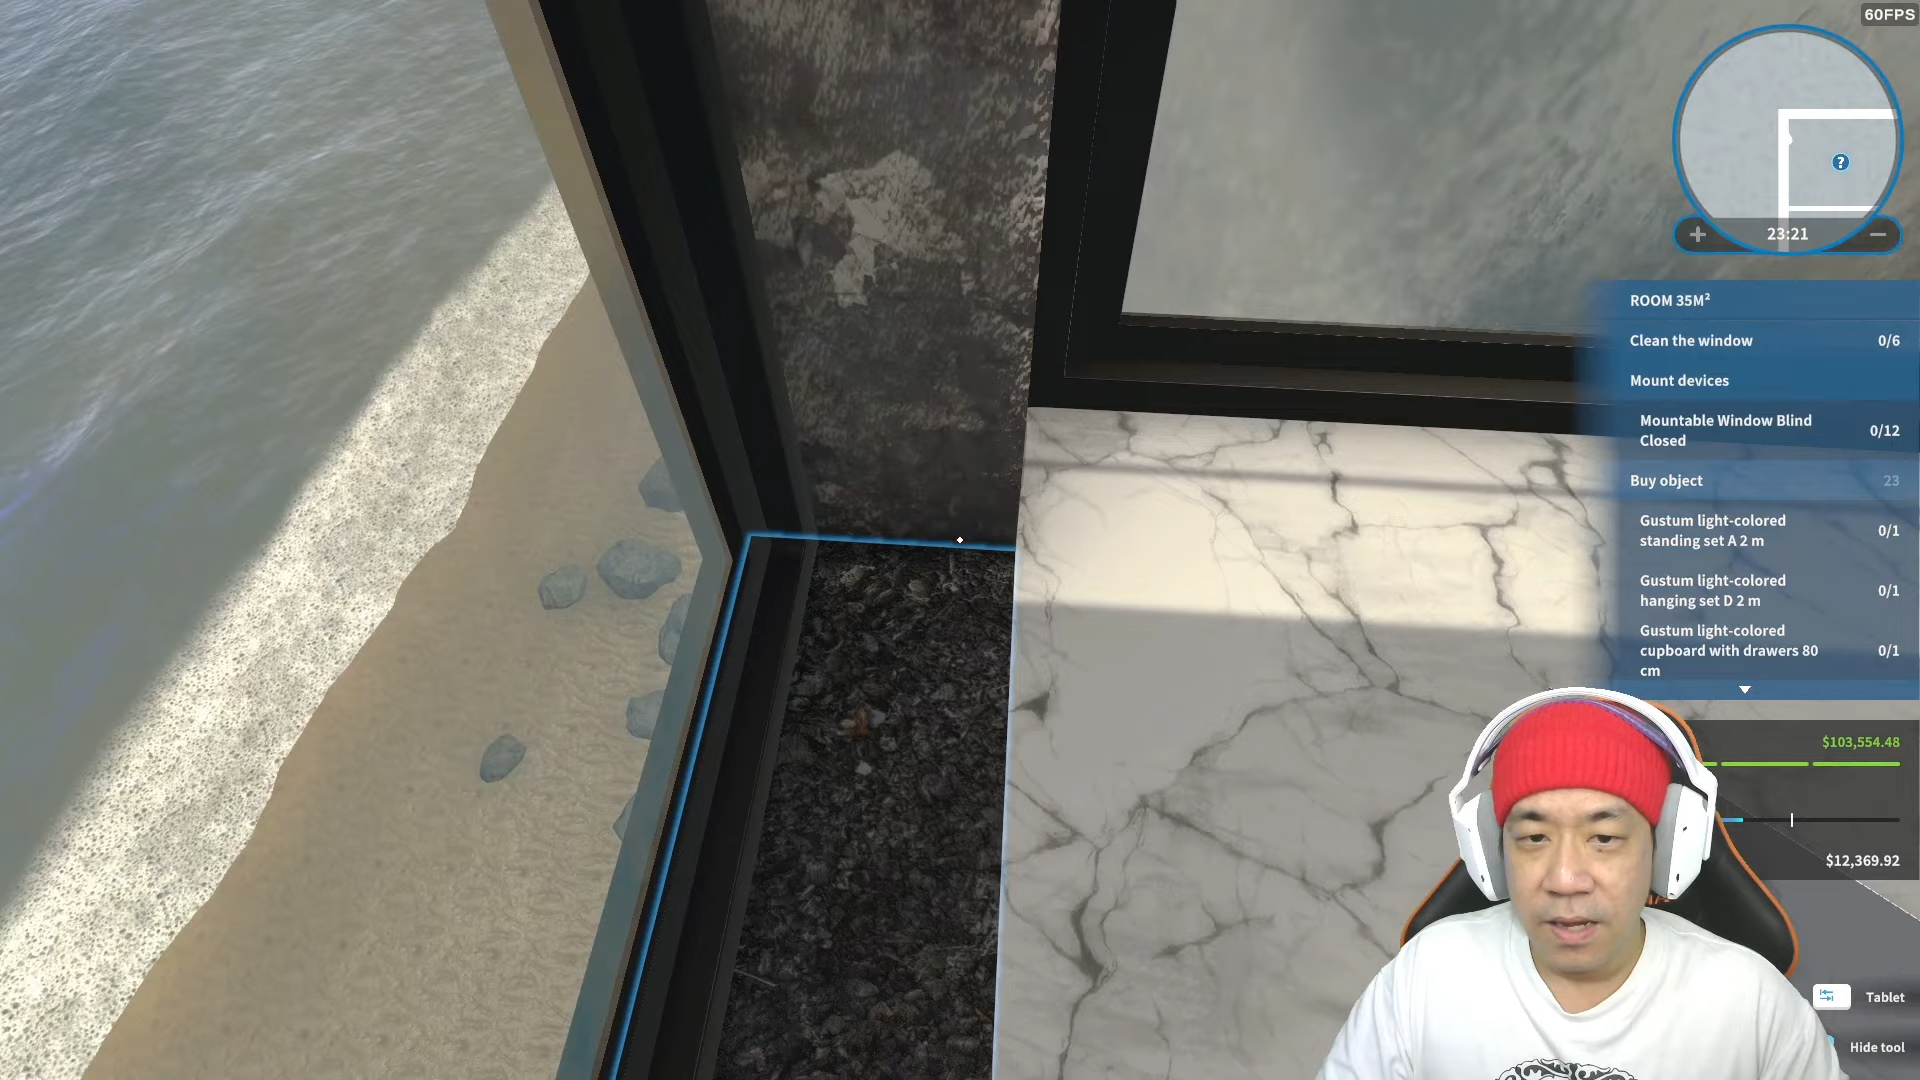 60FPS
?
23:21
ROOM 35M²
Clean the window 0/6
Mount devices
Mountable Window Blind
Closed 0/12
Buy object 23
Gustum light-colored
standing set A 2 m 0/1
Gustum light-colored
hanging set D 2 m 0/1
Gustum light-colored
cupboard with drawers 80
cm 0/1
$103,554.48
$12,369.92
Tablet
Hide tool